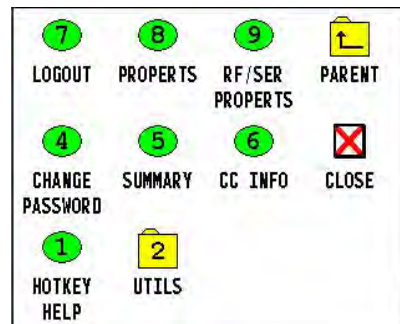 7 8 9
LOGOUT PROPERTS RF/SER PARENT
PROPERTS
4 5 6
CHANGE SUMMARY CC INFO CLOSE
PASSWORD
1 2
HOTKEY UTILS
HELP